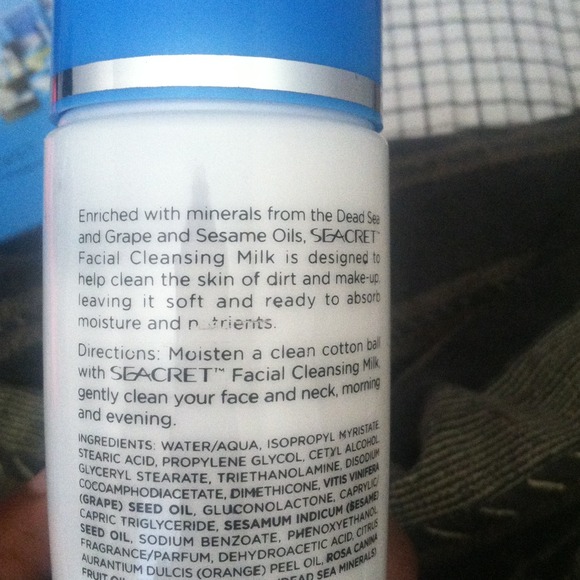 Enriched with minerals from the Dead Sea
and Grape and Sesame Oils, SEACRET™
Facial Cleansing Milk is designed to
help clean the skin of dirt and make-up,
leaving it soft and ready to absorb
moisture and nutrients.
Directions: Moisten a clean cotton ball
with SEACRET™ Facial Cleansing Milk,
gently clean your face and neck, morning
and evening.
INGREDIENTS: WATER/AQUA, ISOPROPYL MYRISTATE,
STEARIC ACID, PROPYLENE GLYCOL, CETYL ALCOHOL,
GLYCERYL STEARATE, TRIETHANOLAMINE, DISODIUM
COCOAMPHODIACETATE, DIMETHICONE, VITIS VINIFERA
(GRAPE) SEED OIL, GLUCONOLACTONE, CAPRYLIC/
CAPRIC TRIGLYCERIDE, SESAMUM INDICUM (SESAME)
SEED OIL, SODIUM BENZOATE, PHENOXYETHANOL,
FRAGRANCE/PARFUM, DEHYDROACETIC ACID, CITRUS
AURANTIUM DULCIS (ORANGE) PEEL OIL, ROSA CANINA
FRUIT OIL (DEAD SEA MINERALS)